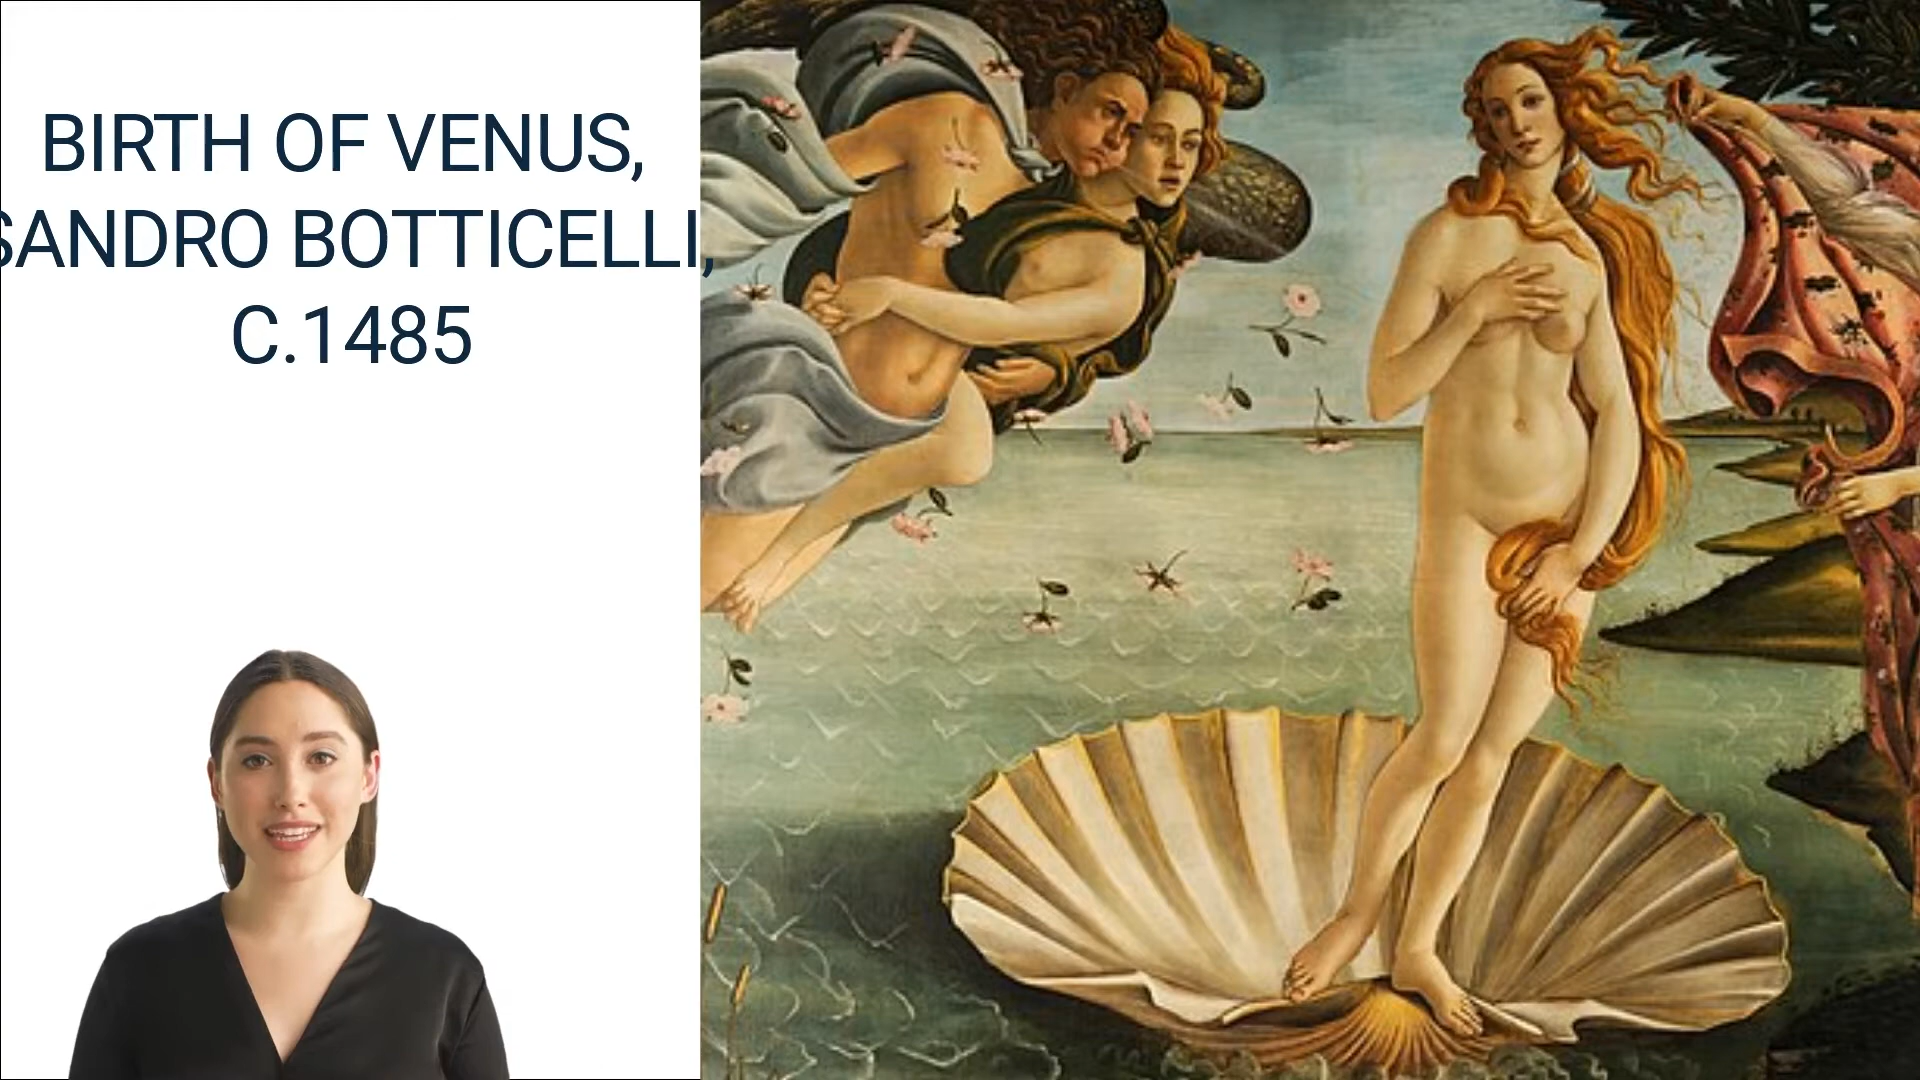 BIRTH OF VENUS,
SANDRO BOTTICELLI,
C.1485